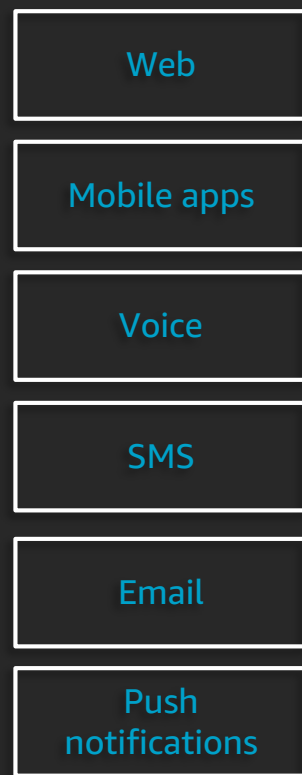 Web
Mobile apps
Voice
SMS
Email
Push
notifications